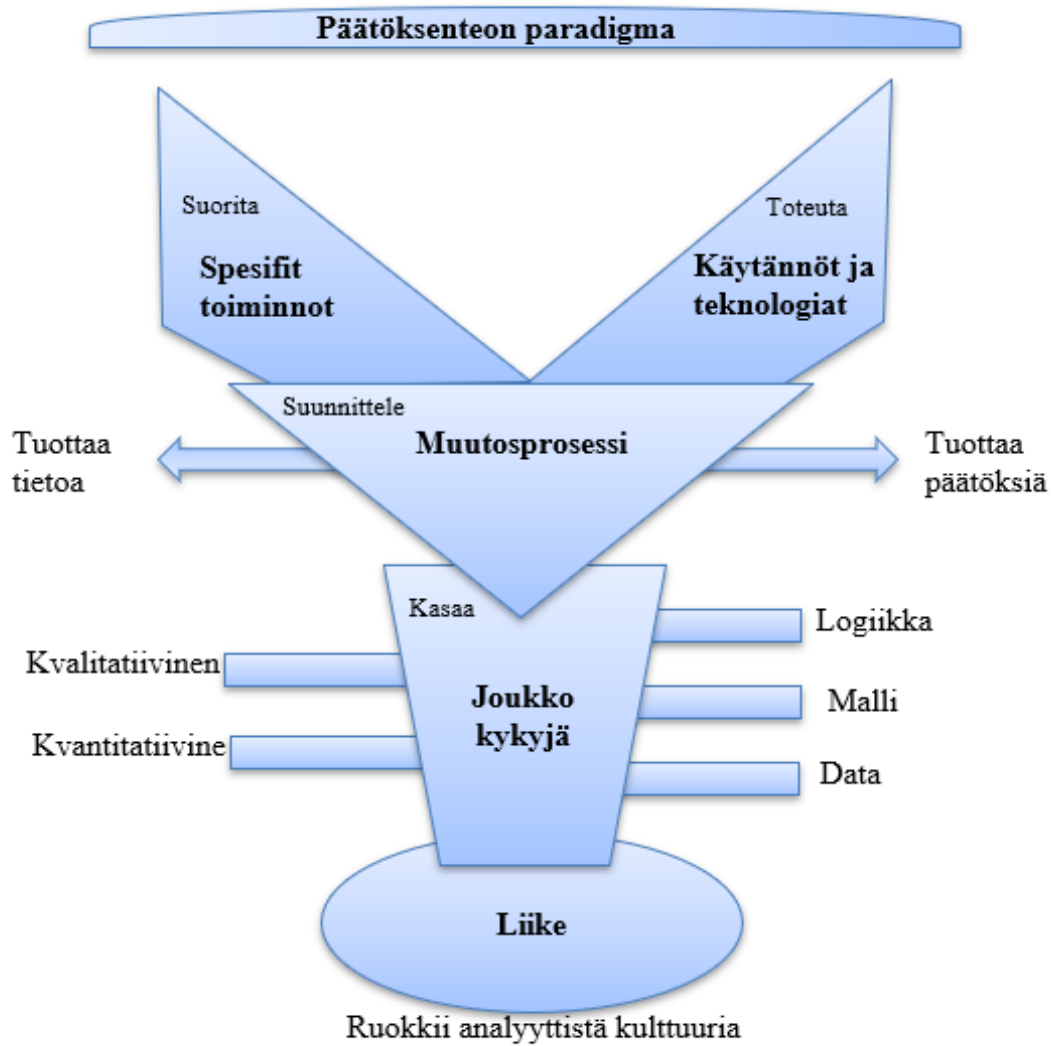 Päätöksenteon paradigma
Suorita
Toteuta
Spesifit
toiminnot
Käytännöt ja
teknologiat
Suunnittele
Muutosprosessi
Tuottaa
tietoa
Tuottaa
päätöksiä
Kasaa
Logiikka
Kvalitatiivinen
Joukko
kykyjä
Malli
Kvantitatiivine
Data
Liike
Ruokkii analyyttistä kulttuuria